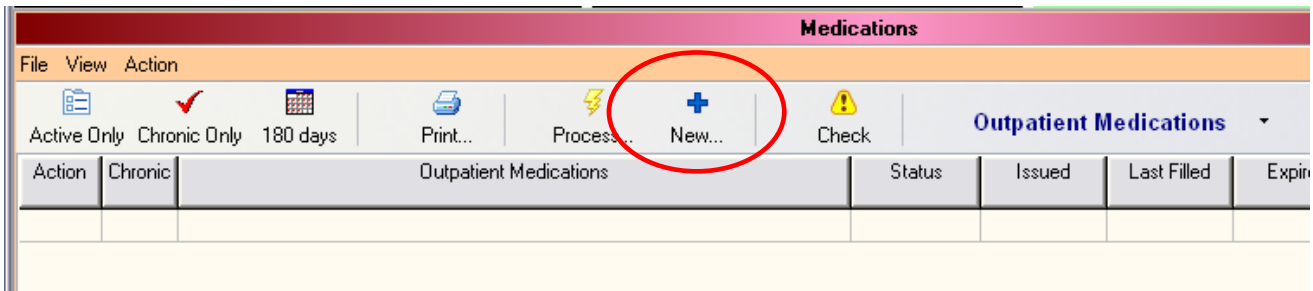 Medications
File View Action
Active Only Chronic Only 180 days Print... Process... New... Check Outpatient Medications
Action Chronic Outpatient Medications Status Issued Last Filled Expire